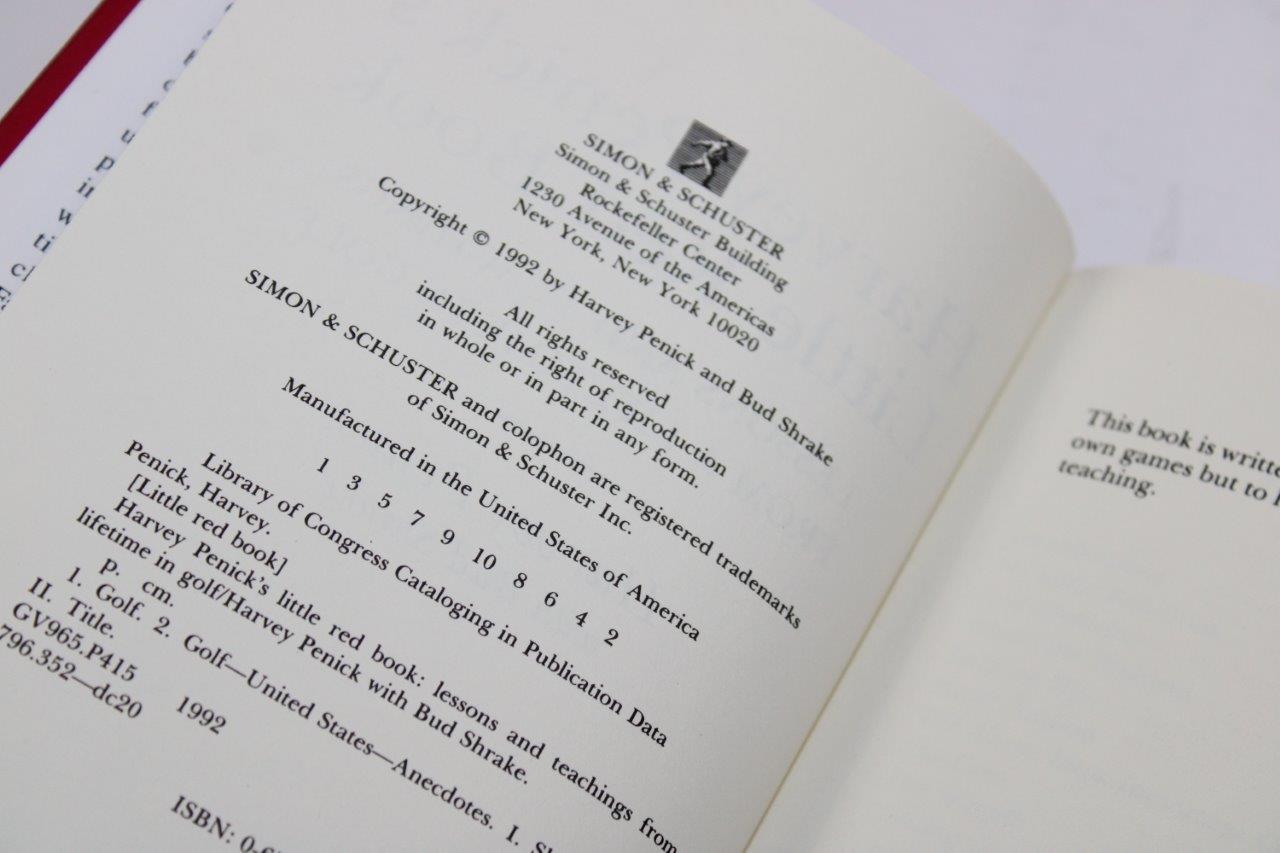 SIMON & SCHUSTER
Simon & Schuster Building
Rockefeller Center
1230 Avenue of the Americas
New York, New York 10020
Copyright © 1992 by Harvey Penick and Bud Shrake
All rights reserved
including the right of reproduction
in whole or in part in any form.
SIMON & SCHUSTER and colophon are registered trademarks
of Simon & Schuster Inc.
Manufactured in the United States of America
1 3 5 7 9 10 8 6 4 2
Library of Congress Cataloging in Publication Data
Penick, Harvey.
[Little red book]
Harvey Penick's little red book: lessons and teachings from
lifetime in golf/Harvey Penick with Bud Shrake.
p. cm.
1. Golf. 2. Golf—United States—Anecdotes. I.
II. Title.
GV965.P415 1992
796.352—dc20
ISBN: 0-6
This book is
own games but to
teaching.